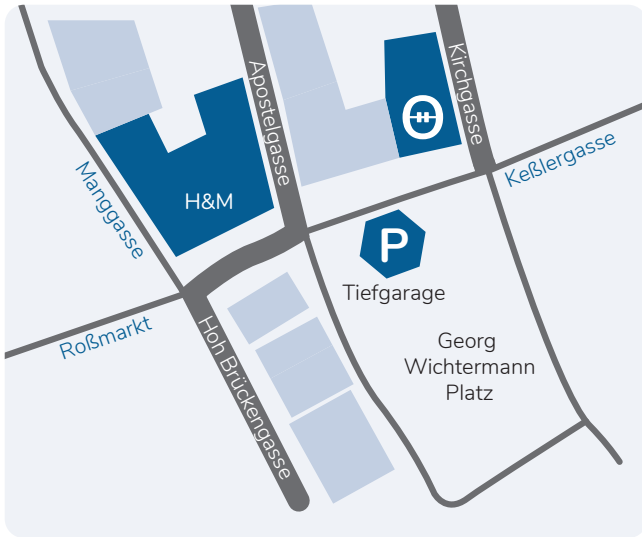 Apostelgasse
Kirchgasse
Keßlergasse
Manggasse
H&M
P
Tiefgarage
Roßmarkt
Hoh Brückengasse
Georg
Wichtermann
Platz